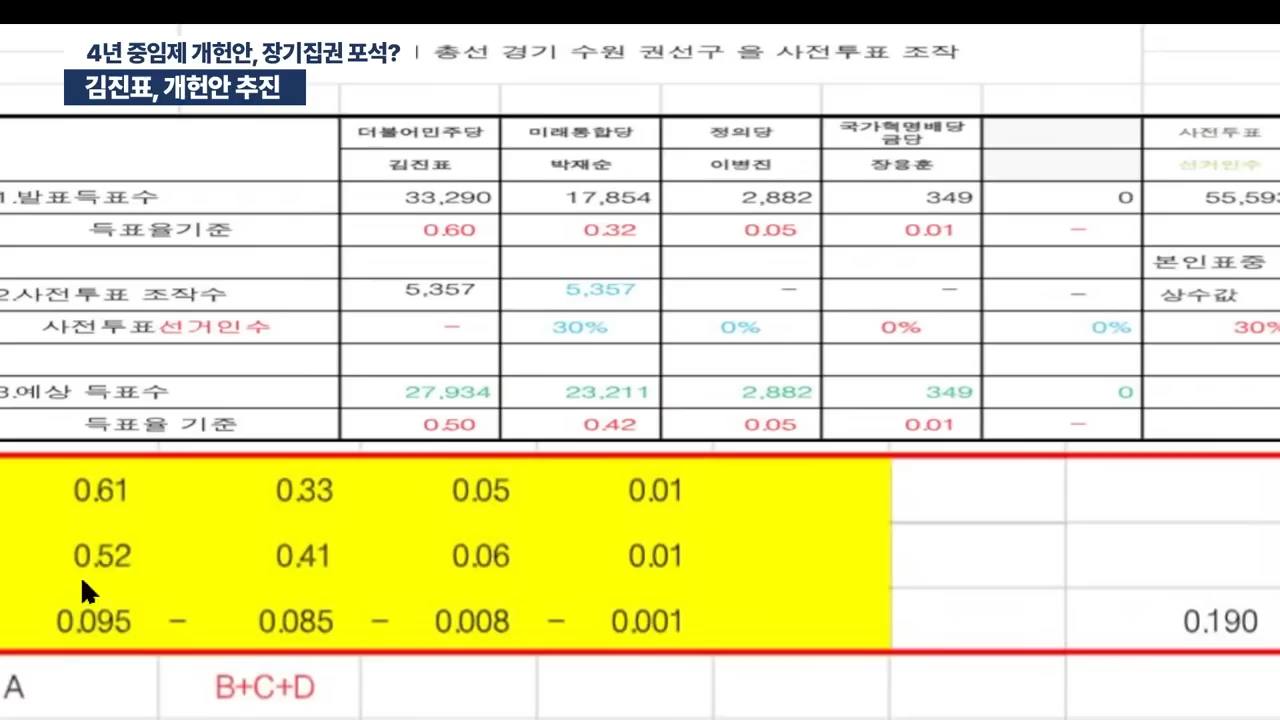 4년 중임제 개헌안, 장기집권 포석?
총선 경기 수원 권선구 을 사전투표 조작
김진표, 개헌안 추진
더불어민주당 미래통합당 정의당 국가혁명배당 사전투표
금당
김진표 박재순 이병진 장용훈 선거인수
1.발표득표수 33,290 17,854 2,882 349 0 55,593
득표율기준 0.60 0.32 0.05 0.01 –
본인표중
2.사전투표 조작수 5,357 5,357 – – – 상수값
사전투표선거인수 – 30% 0% 0% 0% 30%
3.예상 득표수 27,934 23,211 2,882 349 0
득표율 기준 0.50 0.42 0.05 0.01 –
0.61 0.33 0.05 0.01
0.52 0.41 0.06 0.01
0.095 – 0.085 – 0.008 – 0.001 0.190
A B+C+D